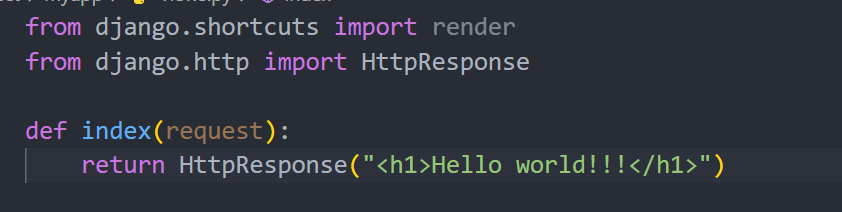 from django.shortcuts import render
from django.http import HttpResponse
def index(request):
    return HttpResponse("<h1>Hello world!!!</h1>")